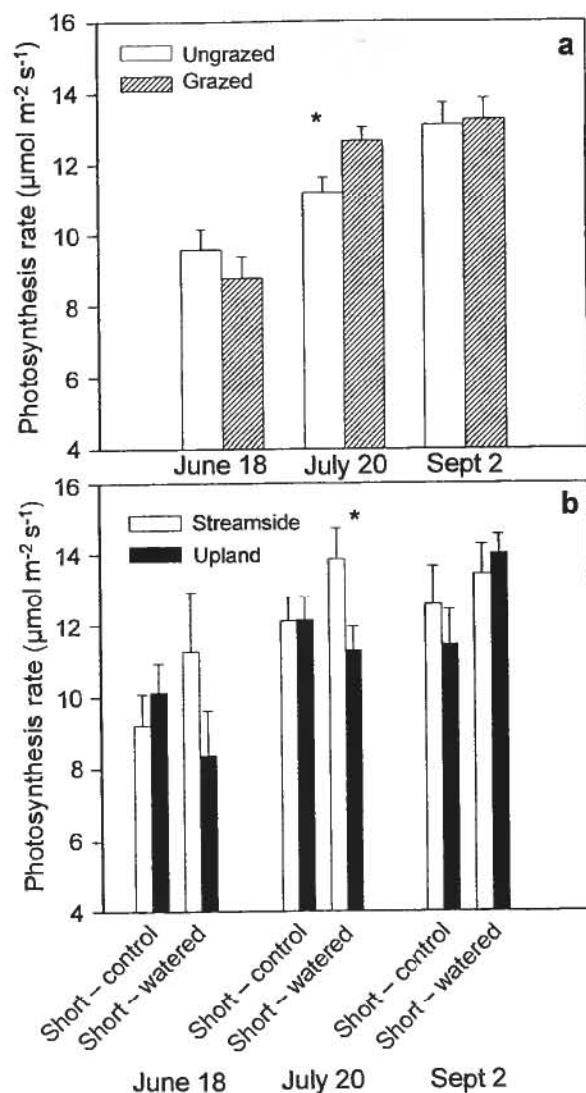 a
Ungrazed
Grazed
*
Photosynthesis rate (μmol m⁻² s⁻¹)
16
14
12
10
8
6
4
June 18 July 20 Sept 2
b
Streamside
Upland
*
Photosynthesis rate (μmol m⁻² s⁻¹)
16
14
12
10
8
6
4
Short – control
Short – watered
Short – control
Short – watered
Short – control
Short – watered
June 18 July 20 Sept 2